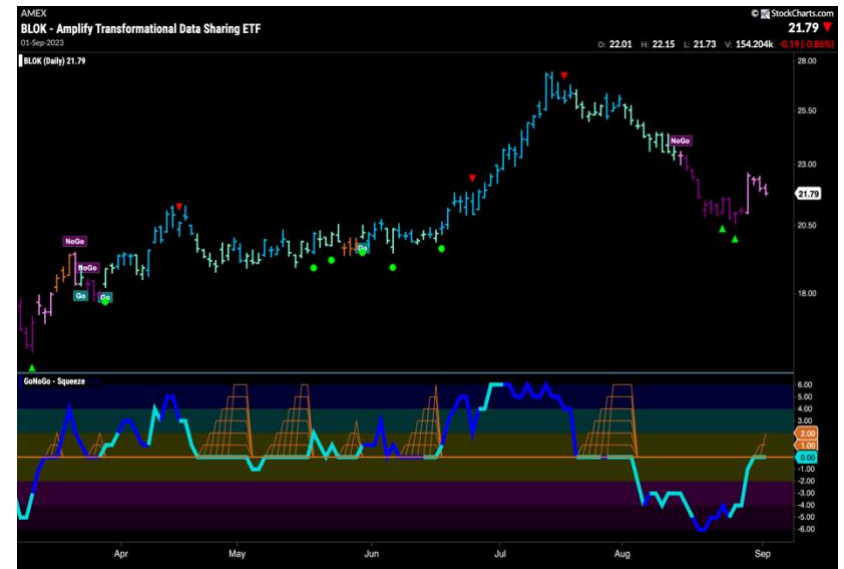 AMEX
© StockCharts.com
BLOK - Amplify Transformational Data Sharing ETF
21.79
01-Sep-2023
O: 22.01 H: 22.15 L: 21.73 V: 154.204k -0.19 (-0.86%)
BLOK (Daily) 21.79
28.00
25.50
NoGo
23.00
21.79
20.50
NoGo
Go
NoGo
Go
Go
18.00
GoNoGo - Squeeze
6.00
5.00
4.00
3.00
2.00
1.00
0.00
-1.00
-2.00
-3.00
-4.00
-5.00
-6.00
Apr
May
Jun
Jul
Aug
Sep